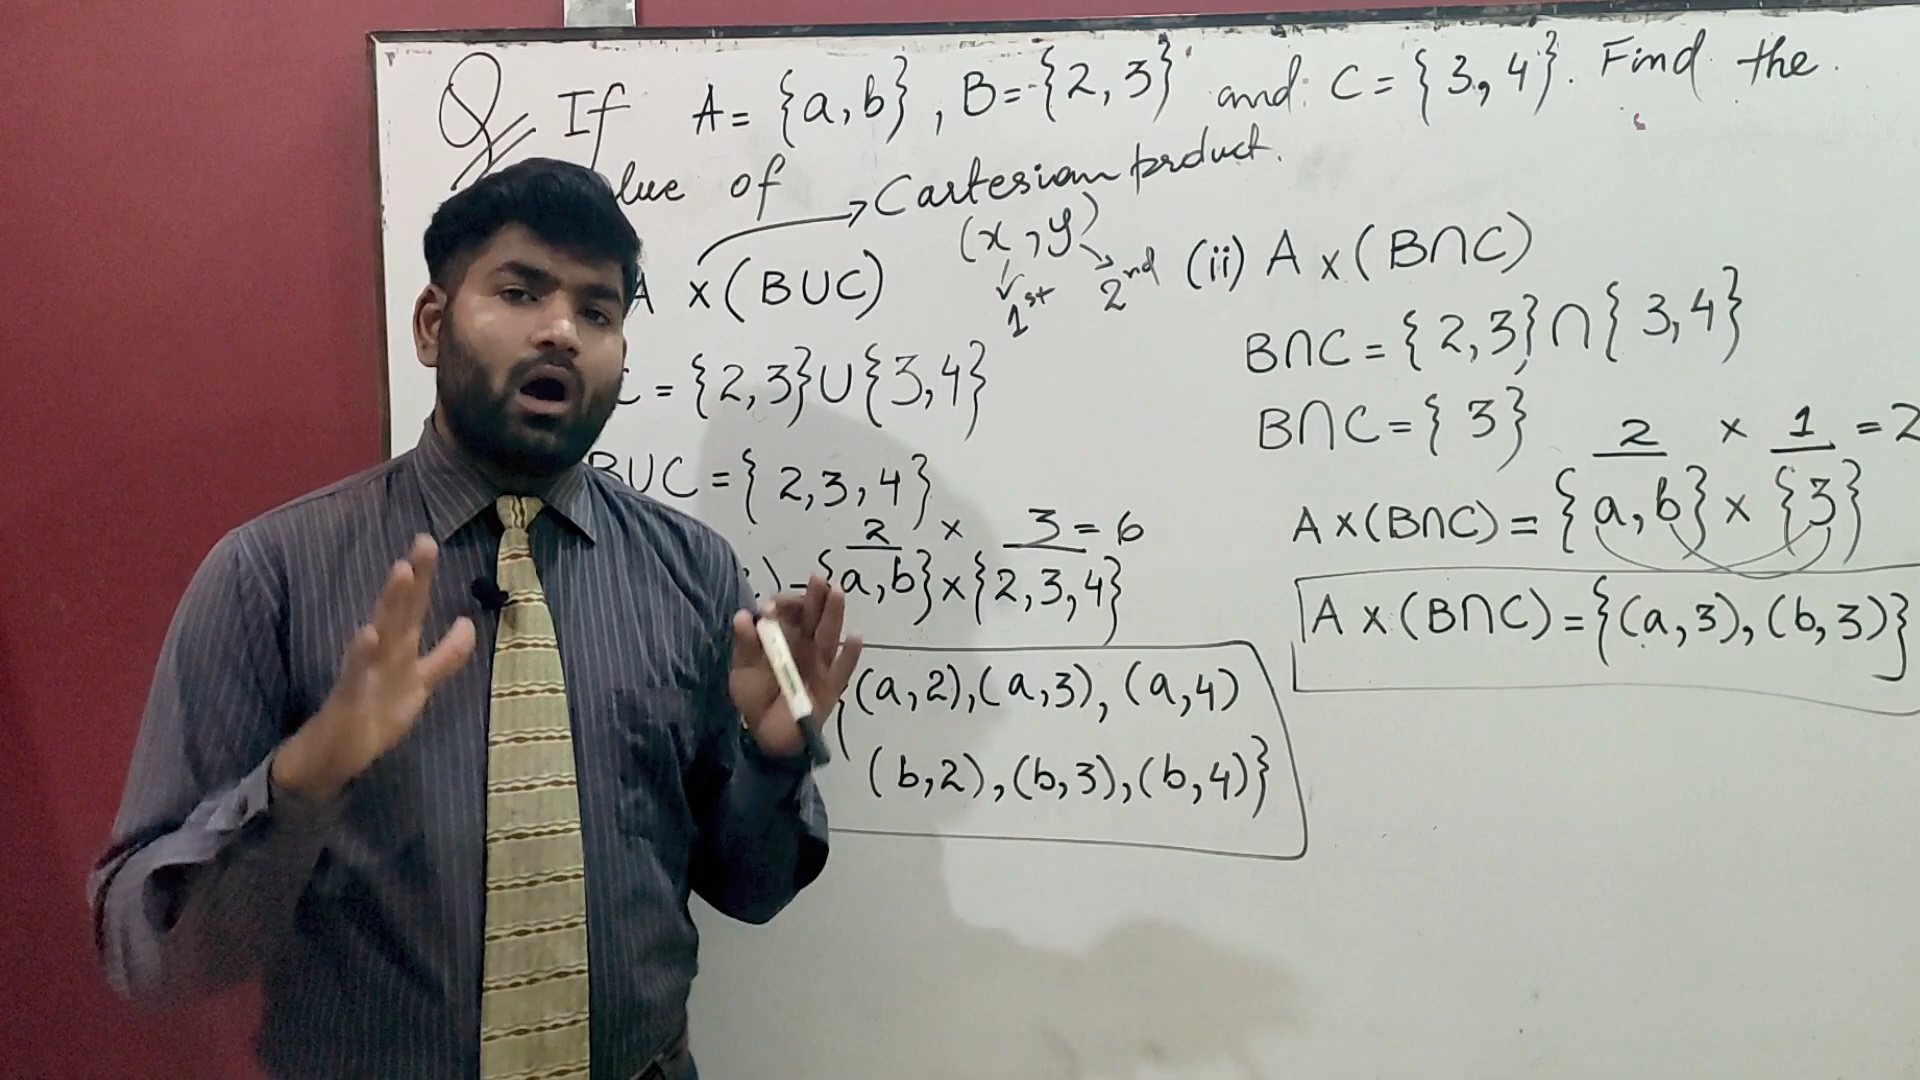 Q If A = {a, b}, B = {2, 3} and C = {3, 4}. Find the
lue of → Cartesian product.
(x, y)
1st 2nd
A × (B∪C)
C = {2,3}∪{3,4}
B∪C = {2,3,4}
2 × 3 = 6
) = {a,b}×{2,3,4}
{(a,2),(a,3),(a,4)
(b,2),(b,3),(b,4)}
(ii) A × (B∩C)
B∩C = {2,3}∩{3,4}
B∩C = {3}
2 × 1 = 2
A×(B∩C) = {a,b}×{3}
A×(B∩C) = {(a,3),(b,3)}